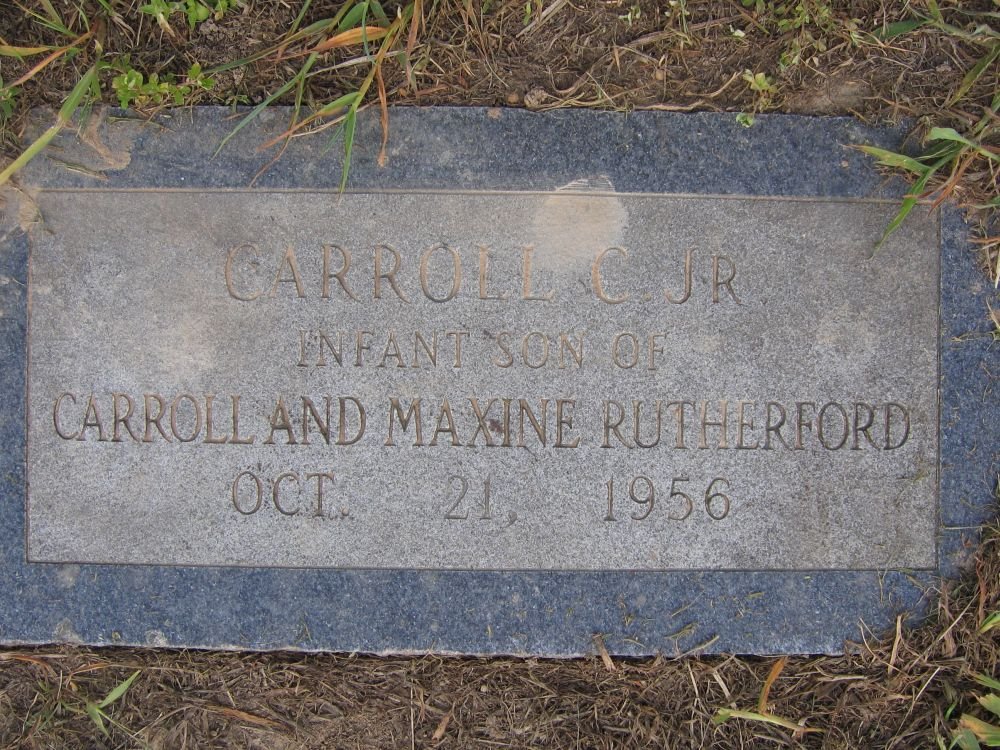 CARROLL C. JR
INFANT SON OF
CARROLL AND MAXINE RUTHERFORD
OCT. 21, 1956